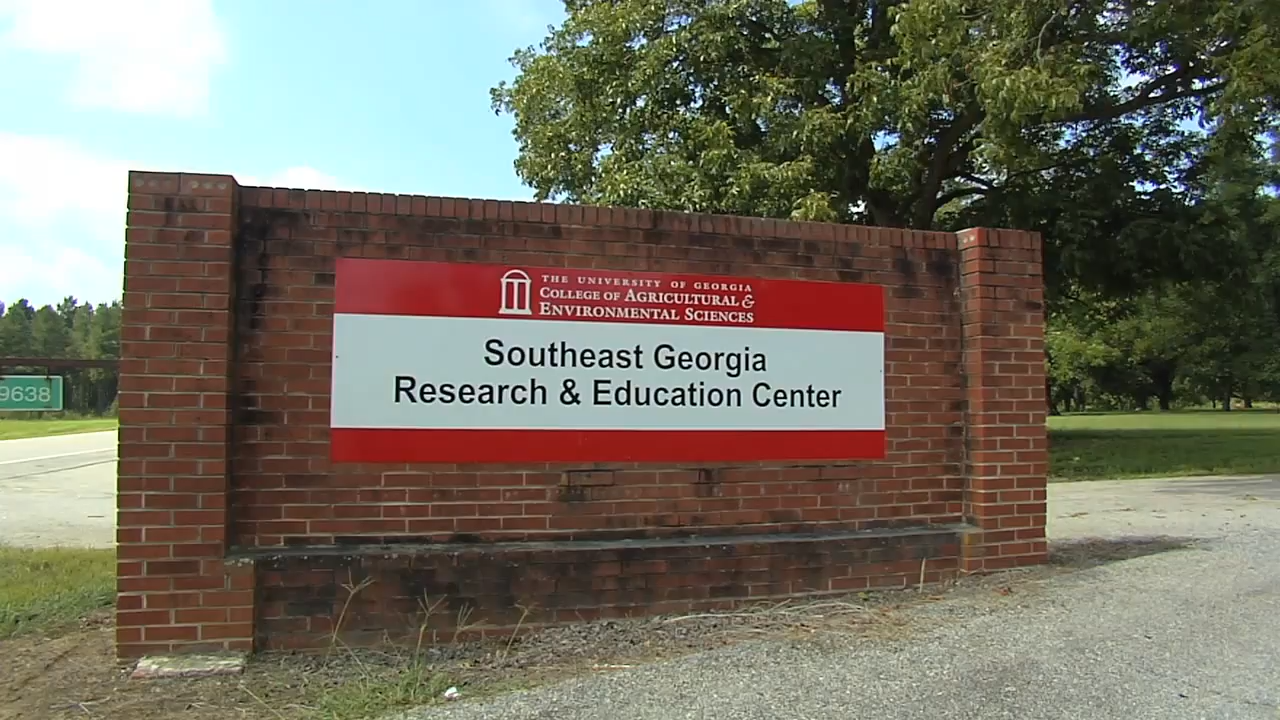 THE UNIVERSITY OF GEORGIA
COLLEGE OF AGRICULTURAL &
ENVIRONMENTAL SCIENCES
Southeast Georgia
Research & Education Center
9638